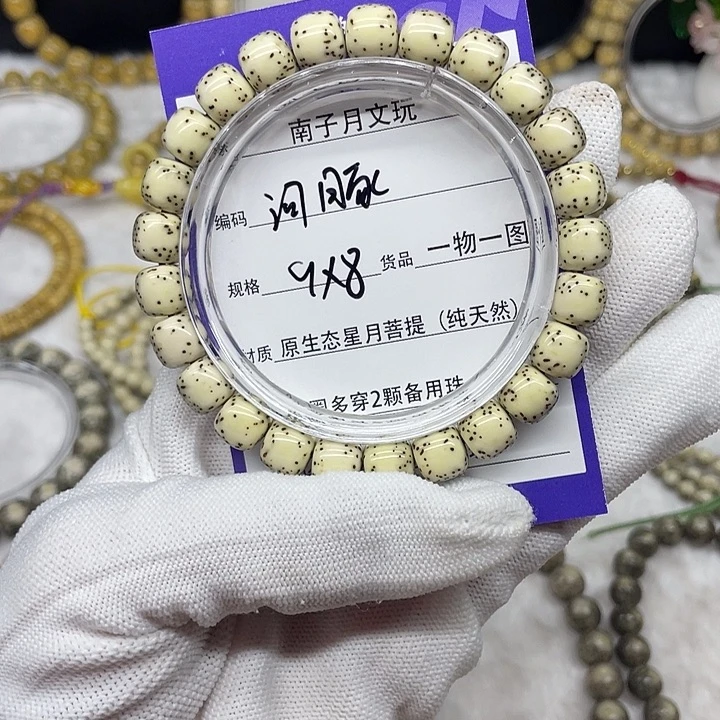 南子月文玩
编码
规格 9X8 货品 一物一图
材质 原生态星月菩提（纯天然）
图多穿2颗备用珠